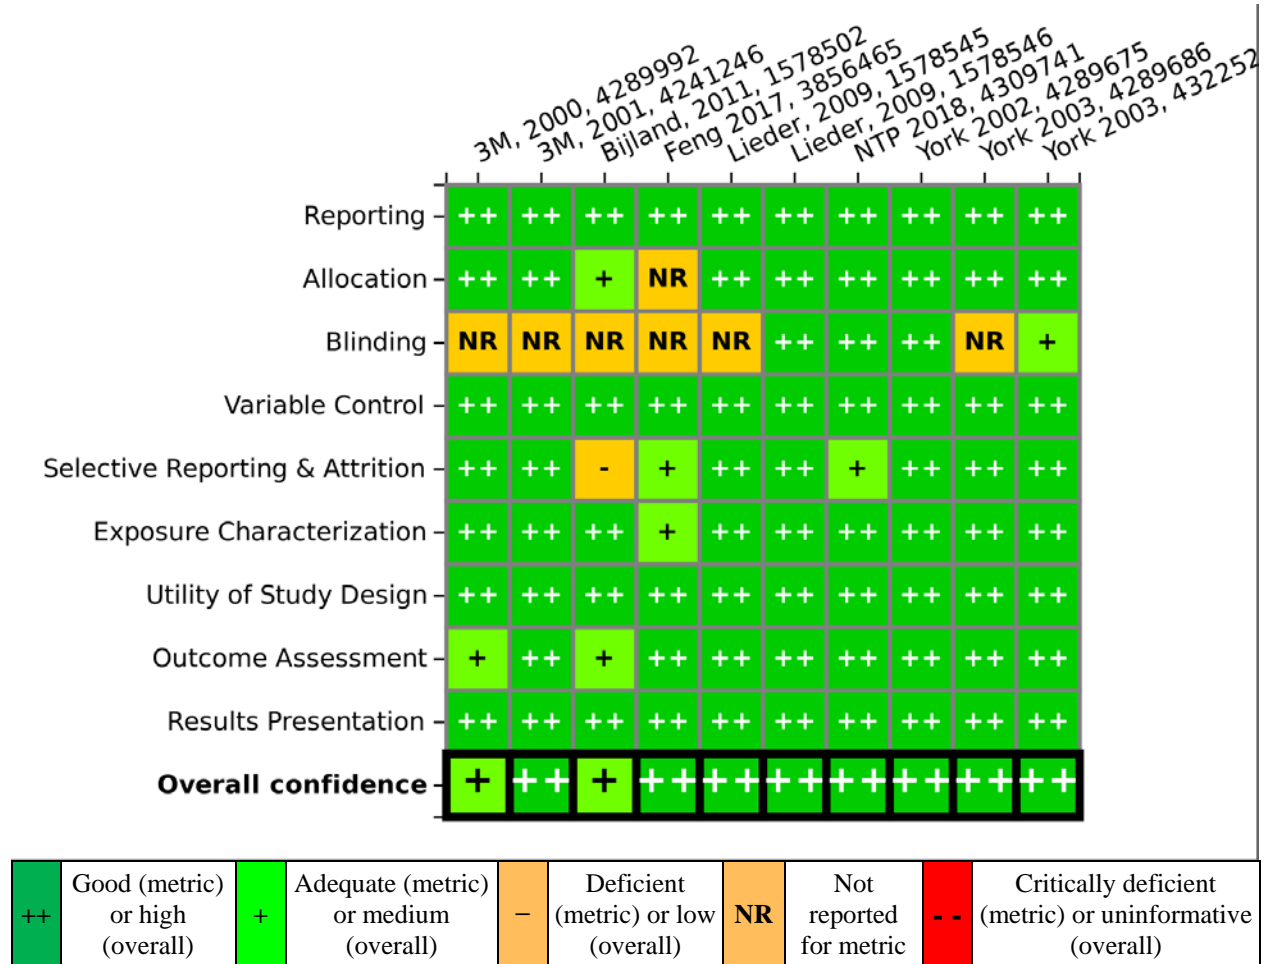 3M, 2000, 4289992
3M, 2001, 4241246
Bijland, 2011, 1578502
Feng 2017, 3856465
Lieder, 2009, 1578545
Lieder, 2009, 1578546
NTP 2018, 4309741
York 2002, 4289675
York 2003, 4289686
York 2003, 432252
Reporting ++ ++ ++ ++ ++ ++ ++ ++ ++ ++
Allocation ++ ++ + NR ++ ++ ++ ++ ++ ++
Blinding NR NR NR NR NR ++ ++ ++ NR +
Variable Control ++ ++ ++ ++ ++ ++ ++ ++ ++ ++
Selective Reporting & Attrition ++ ++ - + ++ ++ + ++ ++ ++
Exposure Characterization ++ ++ ++ + ++ ++ ++ ++ ++ ++
Utility of Study Design ++ ++ ++ ++ ++ ++ ++ ++ ++ ++
Outcome Assessment + ++ + ++ ++ ++ ++ ++ ++ ++
Results Presentation ++ ++ ++ ++ ++ ++ ++ ++ ++ ++
Overall confidence + ++ + ++ ++ ++ ++ ++ ++ ++
++
Good (metric)
or high
(overall)
+
Adequate (metric)
or medium
(overall)
−
Deficient
(metric) or low
(overall)
NR
Not
reported
for metric
- -
Critically deficient
(metric) or uninformative
(overall)